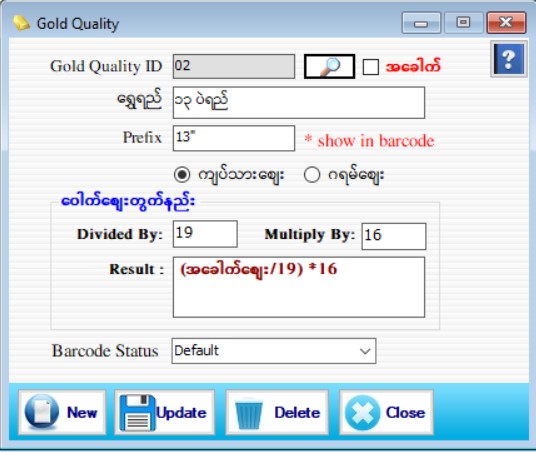 Gold Quality
Gold Quality ID 02 အခေါက်
ရွှေရည် ၁၃ ပဲရည်
Prefix 13" * show in barcode
ကျပ်သားဈေး ဂရမ်ဈေး
ပေါက်ဈေးတွက်နည်း
Divided By: 19 Multiply By: 16
Result : (အခေါက်ဈေး/19) *16
Barcode Status Default
New Update Delete Close